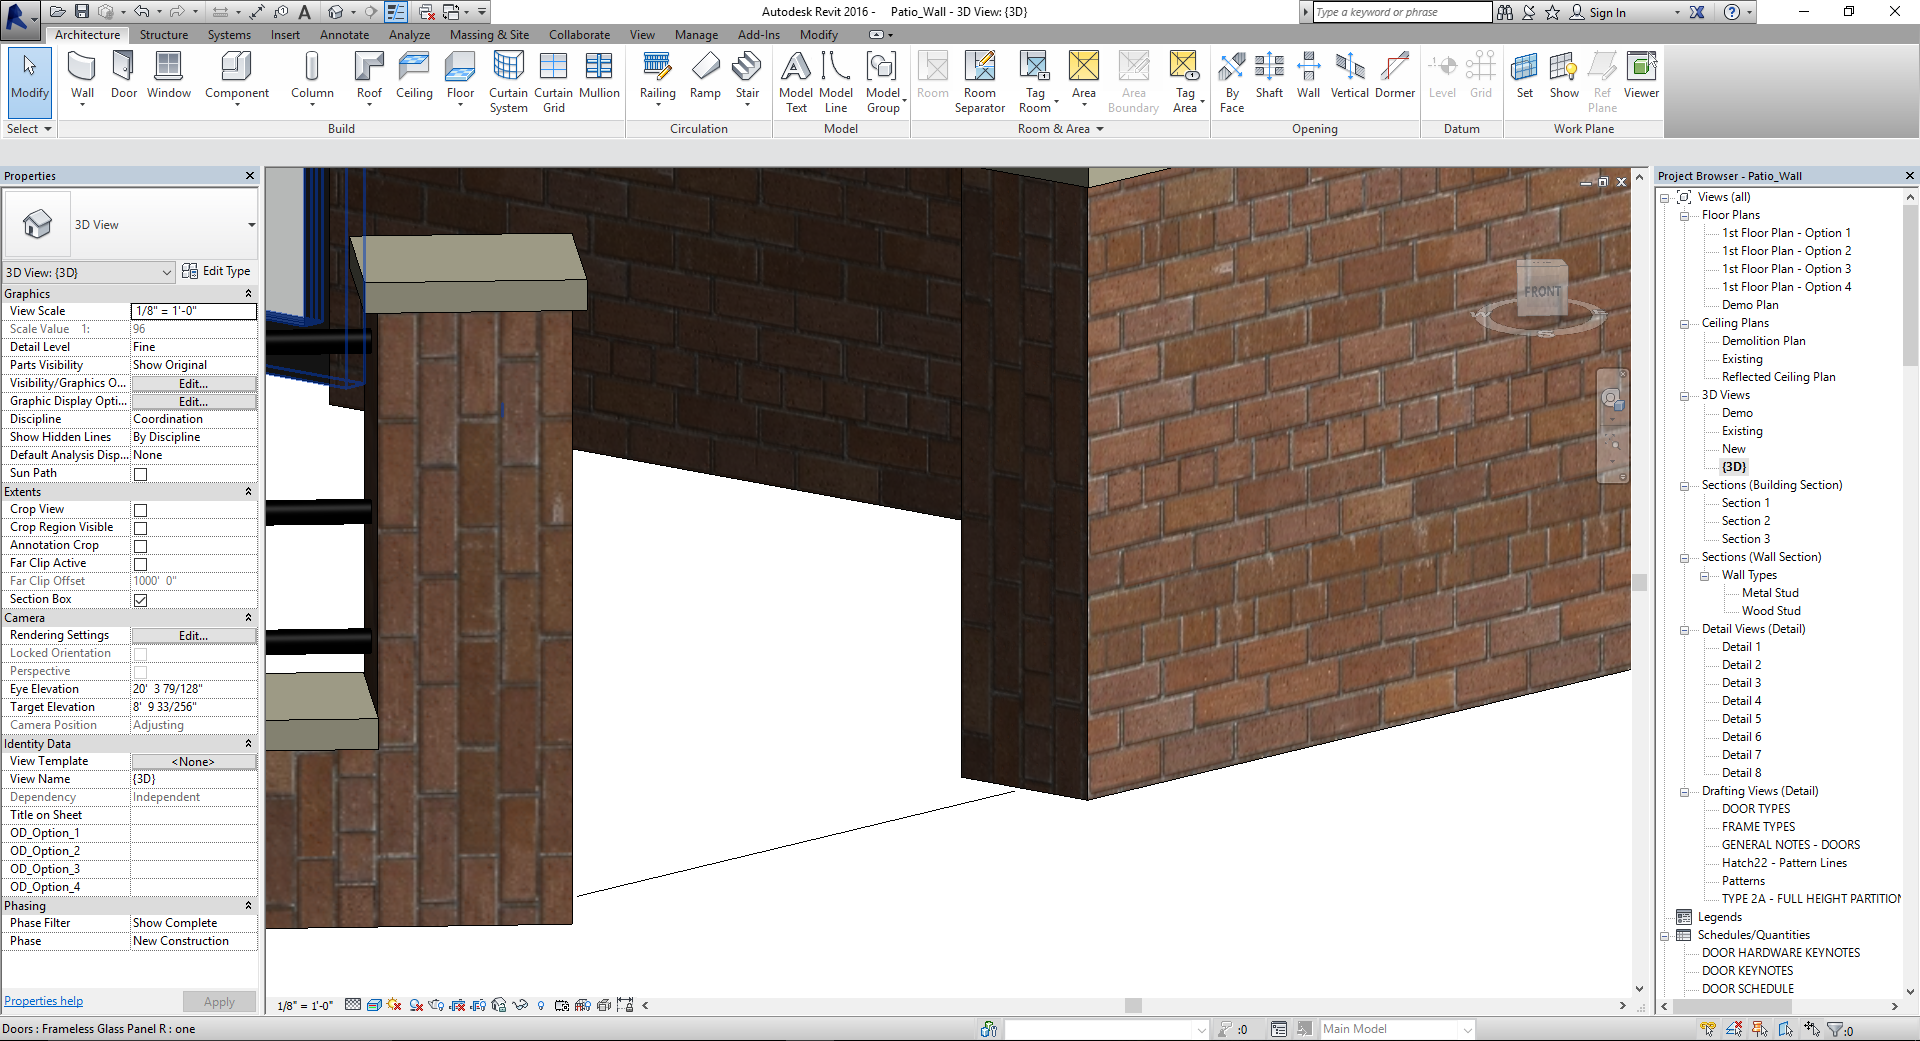 Autodesk Revit 2016 - Patio_Wall - 3D View: {3D}
Type a keyword or phrase
Sign In
Architecture Structure Systems Insert Annotate Analyze Massing & Site Collaborate View Manage Add-Ins Modify
Modify Wall Door Window Component Column Roof Ceiling Floor Curtain System Curtain Grid Mullion Railing Ramp Stair Model Text Model Line Model Group Room Room Separator Tag Room Area Area Boundary Tag Area By Face Shaft Wall Vertical Dormer Level Grid Set Show Ref Plane Viewer
Select Build Circulation Model Room & Area Opening Datum Work Plane
Properties
3D View
3D View: {3D} Edit Type
Graphics
View Scale 1/8" = 1'-0"
Scale Value 1: 96
Detail Level Fine
Parts Visibility Show Original
Visibility/Graphics O... Edit...
Graphic Display Opti... Edit...
Discipline Coordination
Show Hidden Lines By Discipline
Default Analysis Disp... None
Sun Path
Extents
Crop View
Crop Region Visible
Annotation Crop
Far Clip Active
Far Clip Offset 1000' 0"
Section Box
Camera
Rendering Settings Edit...
Locked Orientation
Perspective
Eye Elevation 20' 3 79/128"
Target Elevation 8' 9 33/256"
Camera Position Adjusting
Identity Data
View Template <None>
View Name {3D}
Dependency Independent
Title on Sheet
OD_Option_1
OD_Option_2
OD_Option_3
OD_Option_4
Phasing
Phase Filter Show Complete
Phase New Construction
Properties help Apply
FRONT
1/8" = 1'-0"
Project Browser - Patio_Wall
Views (all)
Floor Plans
1st Floor Plan - Option 1
1st Floor Plan - Option 2
1st Floor Plan - Option 3
1st Floor Plan - Option 4
Demo Plan
Ceiling Plans
Demolition Plan
Existing
Reflected Ceiling Plan
3D Views
Demo
Existing
New
{3D}
Sections (Building Section)
Section 1
Section 2
Section 3
Sections (Wall Section)
Wall Types
Metal Stud
Wood Stud
Detail Views (Detail)
Detail 1
Detail 2
Detail 3
Detail 4
Detail 5
Detail 6
Detail 7
Detail 8
Drafting Views (Detail)
DOOR TYPES
FRAME TYPES
GENERAL NOTES - DOORS
Hatch22 - Pattern Lines
Patterns
TYPE 2A - FULL HEIGHT PARTITION
Legends
Schedules/Quantities
DOOR HARDWARE KEYNOTES
DOOR KEYNOTES
DOOR SCHEDULE
Doors : Frameless Glass Panel R : one
:0
Main Model
:0